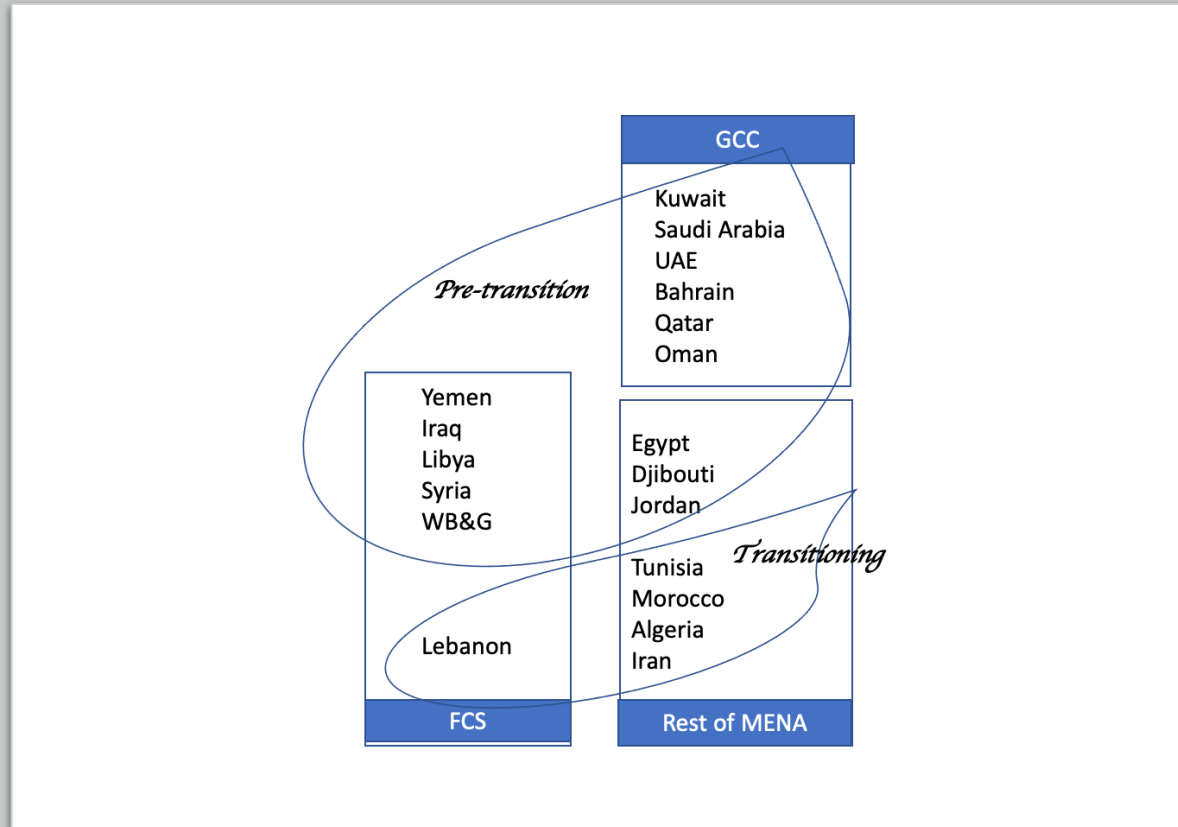 GCC
Kuwait
Saudi Arabia
UAE
Bahrain
Qatar
Oman
Pre-transition
Yemen
Iraq
Libya
Syria
WB&G
Lebanon
FCS
Egypt
Djibouti
Jordan
Transitioning
Tunisia
Morocco
Algeria
Iran
Rest of MENA